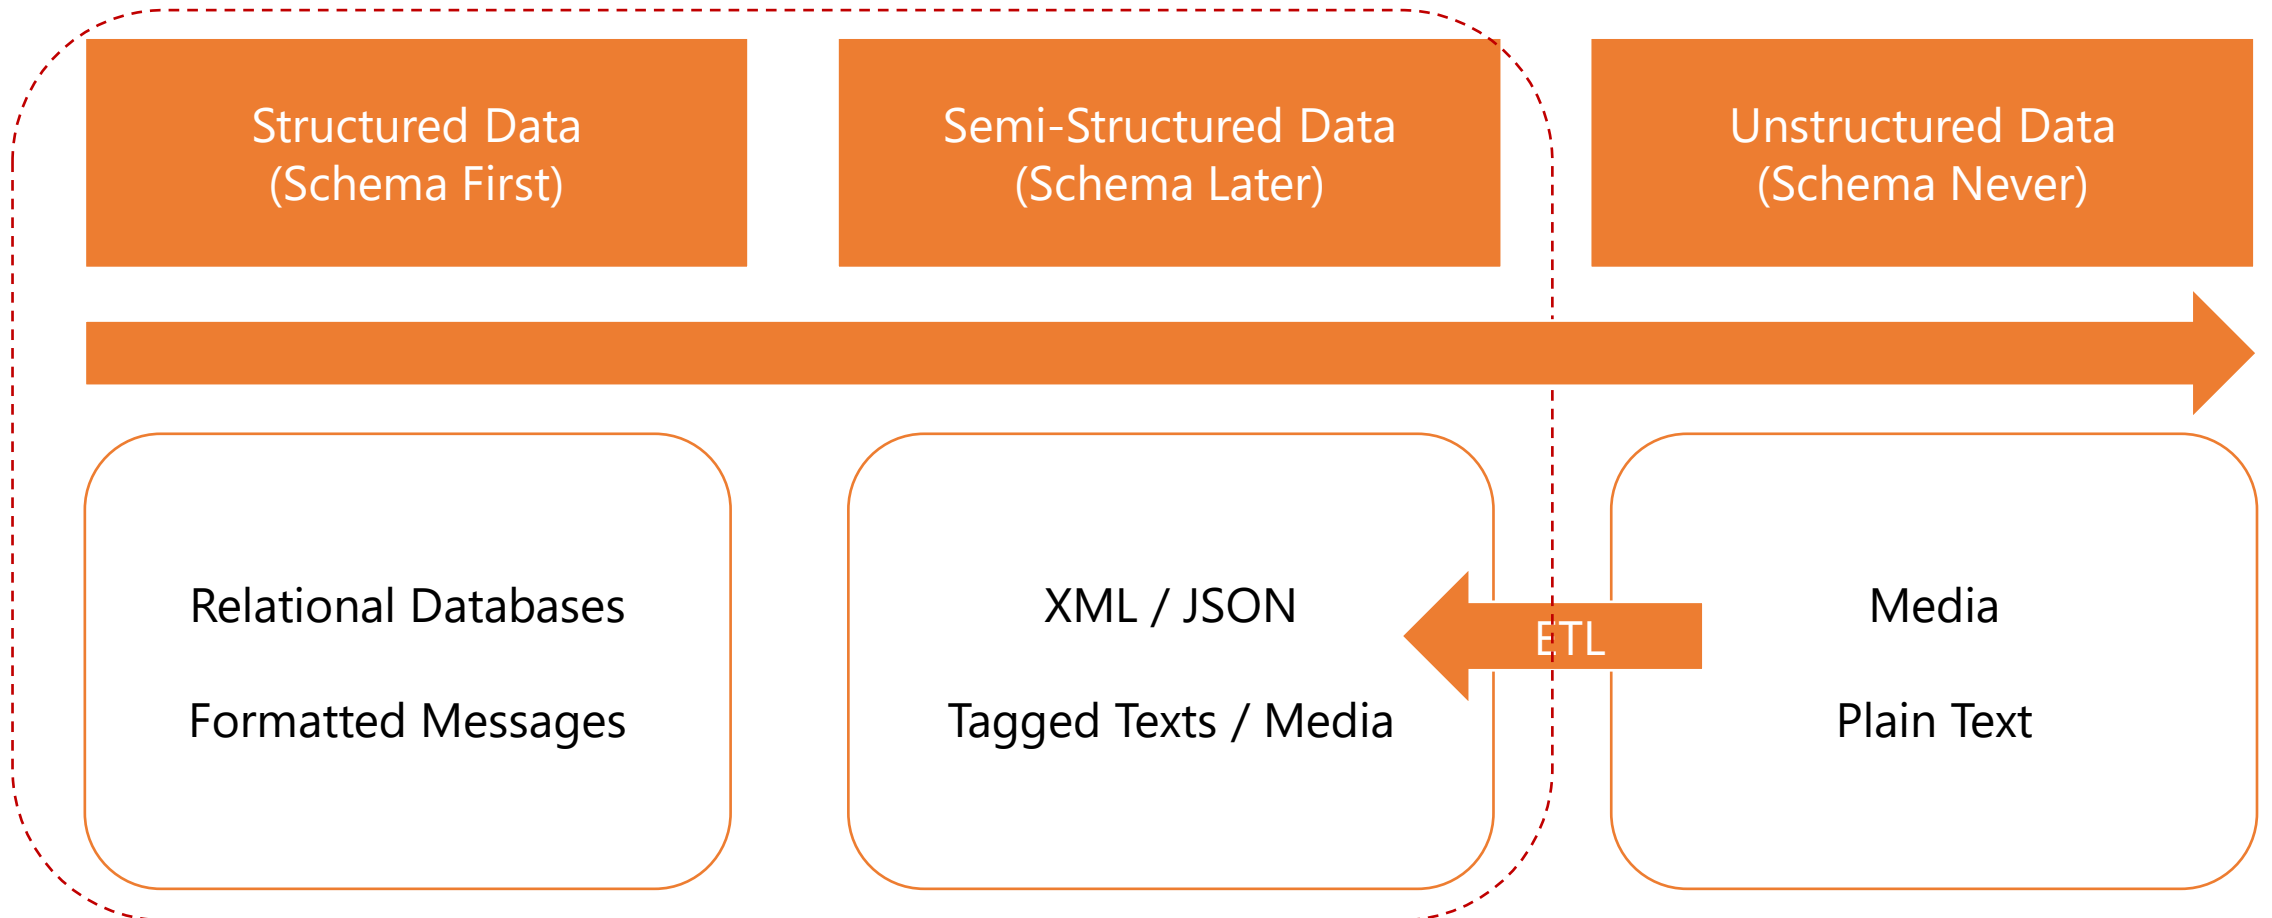 Structured Data
(Schema First)
Semi-Structured Data
(Schema Later)
Unstructured Data
(Schema Never)
Relational Databases
Formatted Messages
XML / JSON
Tagged Texts / Media
ETL
Media
Plain Text